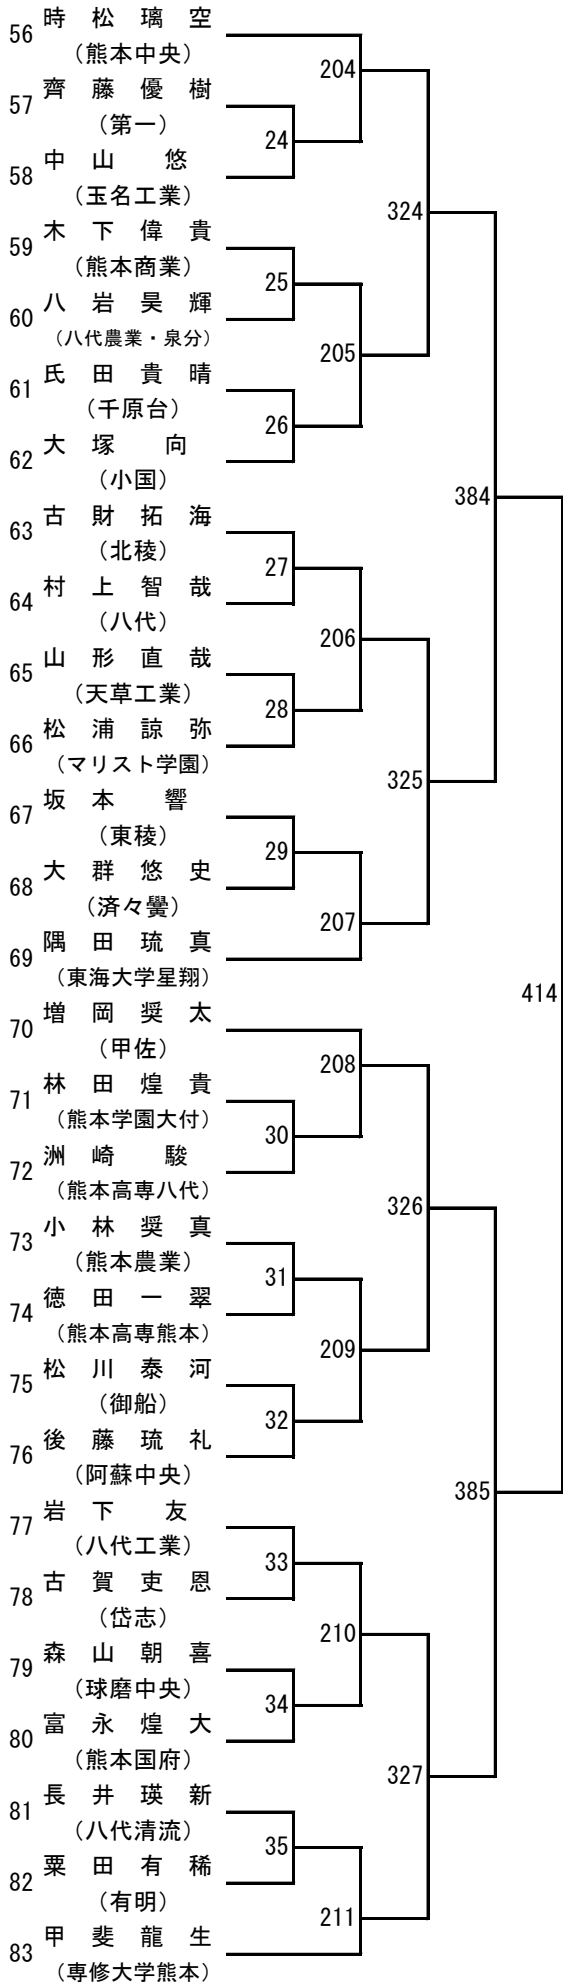 56 時松璃空
（熊本中央）
204
57 齊藤優樹
（第一）
24
58 中山悠
（玉名工業）
324
59 木下偉貴
（熊本商業）
25
60 八岩昊輝
（八代農業・泉分）
205
61 氏田貴晴
（千原台）
26
62 大塚向
（小国）
384
63 古財拓海
（北稜）
27
64 村上智哉
（八代）
206
65 山形直哉
（天草工業）
28
66 松浦諒弥
（マリスト学園）
325
67 坂本響
（東稜）
29
68 大群悠史
（済々黌）
207
69 隅田琉真
（東海大学星翔）
414
70 増岡奨太
（甲佐）
208
71 林田煌貴
（熊本学園大付）
30
72 洲崎駿
（熊本高専八代）
326
73 小林奨真
（熊本農業）
31
74 徳田一翠
（熊本高専熊本）
209
75 松川泰河
（御船）
32
76 後藤琉礼
（阿蘇中央）
385
77 岩下友
（八代工業）
33
78 古賀吏恩
（岱志）
210
79 森山朝喜
（球磨中央）
34
80 富永煌大
（熊本国府）
327
81 長井瑛新
（八代清流）
35
82 粟田有稀
（有明）
211
83 甲斐龍生
（専修大学熊本）